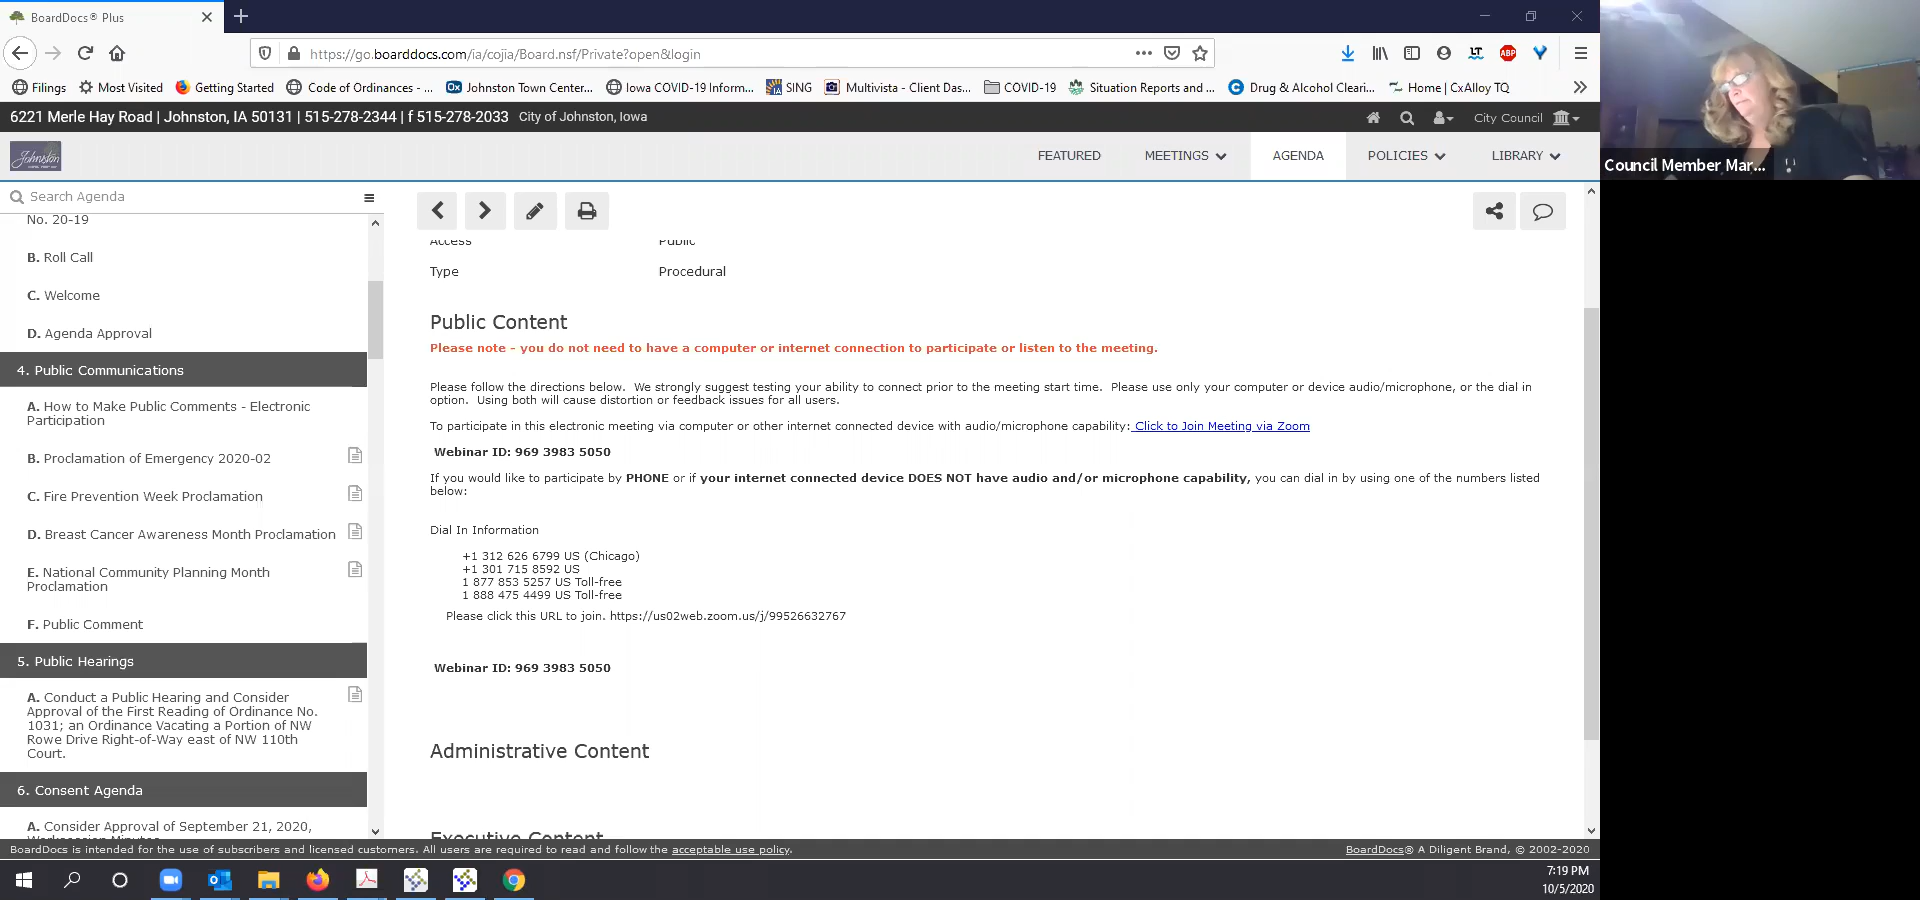 BoardDocs® Plus
https://go.boarddocs.com/ia/cojia/Board.nsf/Private?open&login
Filings Most Visited Getting Started Code of Ordinances - ... Johnston Town Center... Iowa COVID-19 Inform... SING Multivista - Client Das... COVID-19 Situation Reports and ... Drug & Alcohol Cleari... Home | CxAlloy TQ
6221 Merle Hay Road | Johnston, IA 50131 | 515-278-2344 | f 515-278-2033 City of Johnston, Iowa
City Council
Johnston
FEATURED MEETINGS AGENDA POLICIES LIBRARY
Council Member Mar...
Search Agenda
No. 20-19
B. Roll Call
C. Welcome
D. Agenda Approval
4. Public Communications
A. How to Make Public Comments - Electronic
Participation
B. Proclamation of Emergency 2020-02
C. Fire Prevention Week Proclamation
D. Breast Cancer Awareness Month Proclamation
E. National Community Planning Month
Proclamation
F. Public Comment
5. Public Hearings
A. Conduct a Public Hearing and Consider
Approval of the First Reading of Ordinance No.
1031; an Ordinance Vacating a Portion of NW
Rowe Drive Right-of-Way east of NW 110th
Court.
6. Consent Agenda
A. Consider Approval of September 21, 2020,
Worksession Minutes
Access Public
Type Procedural
Public Content
Please note - you do not need to have a computer or internet connection to participate or listen to the meeting.
Please follow the directions below. We strongly suggest testing your ability to connect prior to the meeting start time. Please use only your computer or device audio/microphone, or the dial in
option. Using both will cause distortion or feedback issues for all users.
To participate in this electronic meeting via computer or other internet connected device with audio/microphone capability: Click to Join Meeting via Zoom
Webinar ID: 969 3983 5050
If you would like to participate by PHONE or if your internet connected device DOES NOT have audio and/or microphone capability, you can dial in by using one of the numbers listed
below:
Dial In Information
+1 312 626 6799 US (Chicago)
+1 301 715 8592 US
1 877 853 5257 US Toll-free
1 888 475 4499 US Toll-free
Please click this URL to join. https://us02web.zoom.us/j/99526632767
Webinar ID: 969 3983 5050
Administrative Content
Executive Content
BoardDocs is intended for the use of subscribers and licensed customers. All users are required to read and follow the acceptable use policy.
BoardDocs® A Diligent Brand, © 2002-2020
7:19 PM
10/5/2020